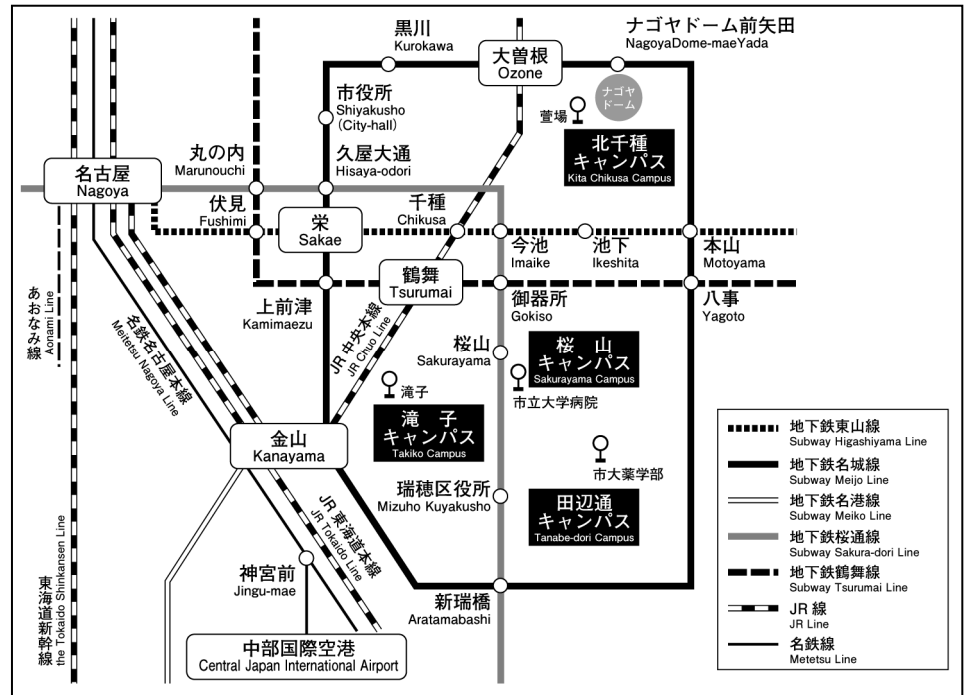 黒川
Kurokawa
大曽根
Ozone
ナゴヤドーム前矢田
NagoyaDome-maeYada
市役所
Shiyakusho
(City-hall)
萱場
ナゴヤ
ドーム
北千種
キャンパス
Kita Chikusa Campus
丸の内
Marunouchi
久屋大通
Hisaya-odori
名古屋
Nagoya
伏見
Fushimi
千種
Chikusa
栄
Sakae
今池
Imaike
池下
Ikeshita
本山
Motoyama
鶴舞
Tsurumai
上前津
Kamimaezu
御器所
Gokiso
八事
Yagoto
あおなみ線
Aonami Line
名鉄名古屋本線
Meitetsu Nagoya Line
JR 中央本線
JR Chuo Line
桜山
Sakurayama
桜 山
キャンパス
Sakurayama Campus
滝子
市立大学病院
滝 子
キャンパス
Takiko Campus
金山
Kanayama
市大薬学部
瑞穂区役所
Mizuho Kuyakusho
田辺通
キャンパス
Tanabe-dori Campus
JR 東海道本線
JR Tokaido Line
東海道新幹線
the Tokaido Shinkansen Line
神宮前
Jingu-mae
新瑞橋
Aratamabashi
中部国際空港
Central Japan International Airport
地下鉄東山線
Subway Higashiyama Line
地下鉄名城線
Subway Meijo Line
地下鉄名港線
Subway Meiko Line
地下鉄桜通線
Subway Sakura-dori Line
地下鉄鶴舞線
Subway Tsurumai Line
JR 線
JR Line
名鉄線
Metetsu Line